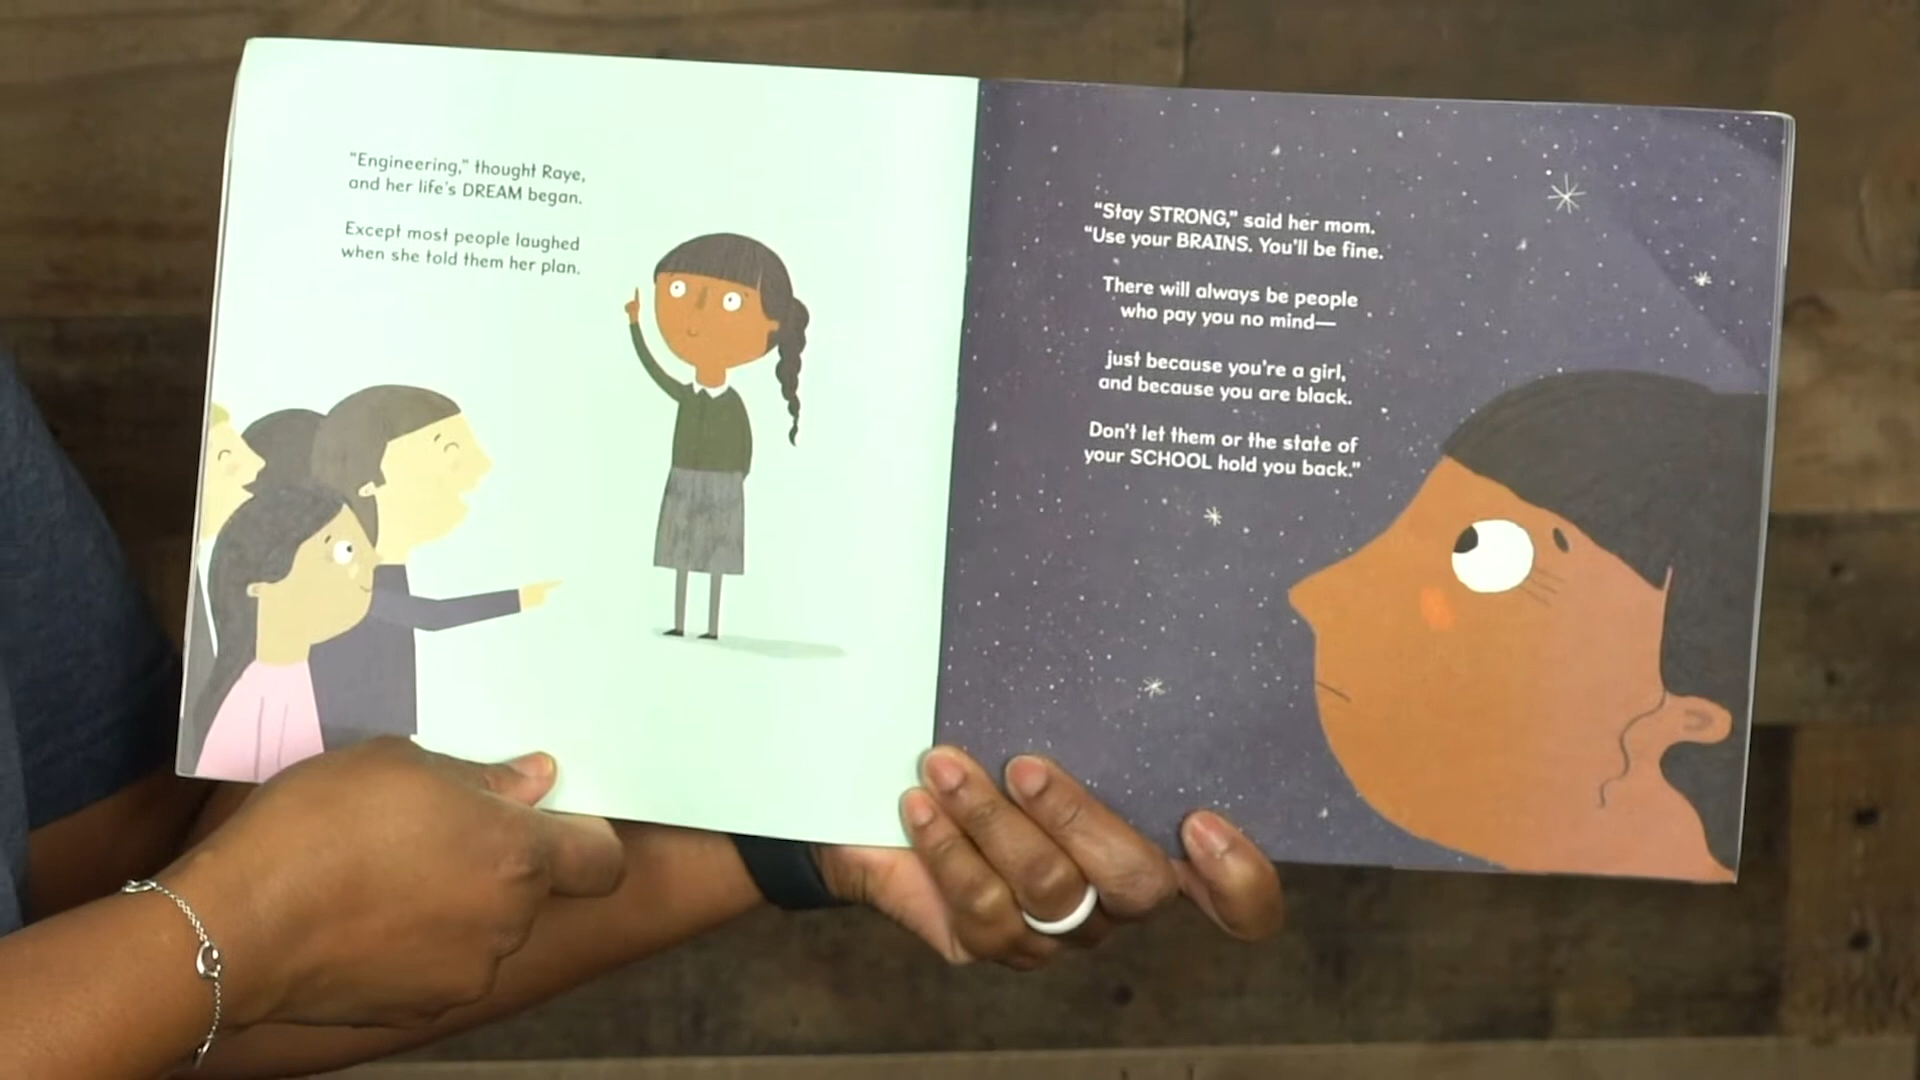 “Engineering,” thought Raye,
and her life’s DREAM began.
Except most people laughed
when she told them her plan.
“Stay STRONG,” said her mom.
“Use your BRAINS. You’ll be fine.
There will always be people
who pay you no mind—
just because you’re a girl,
and because you are black.
Don’t let them or the state of
your SCHOOL hold you back.”